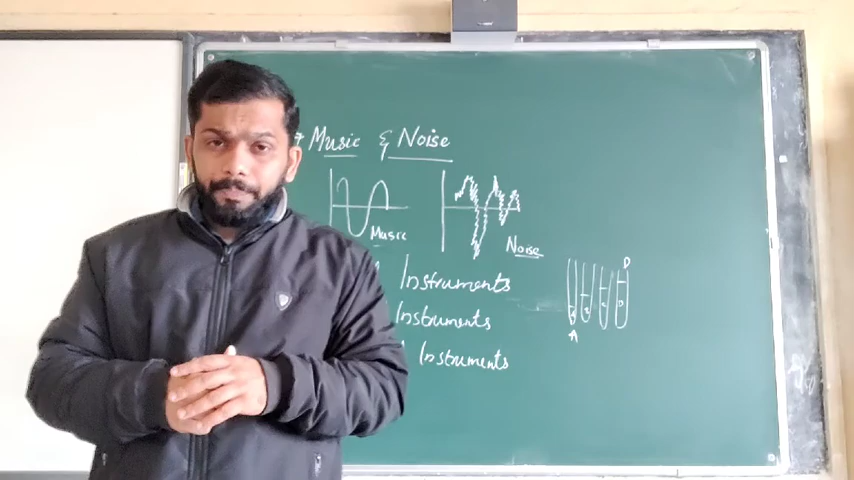 → Music & Noise
Music
Noise
Instruments
Instruments
Instruments
D
A